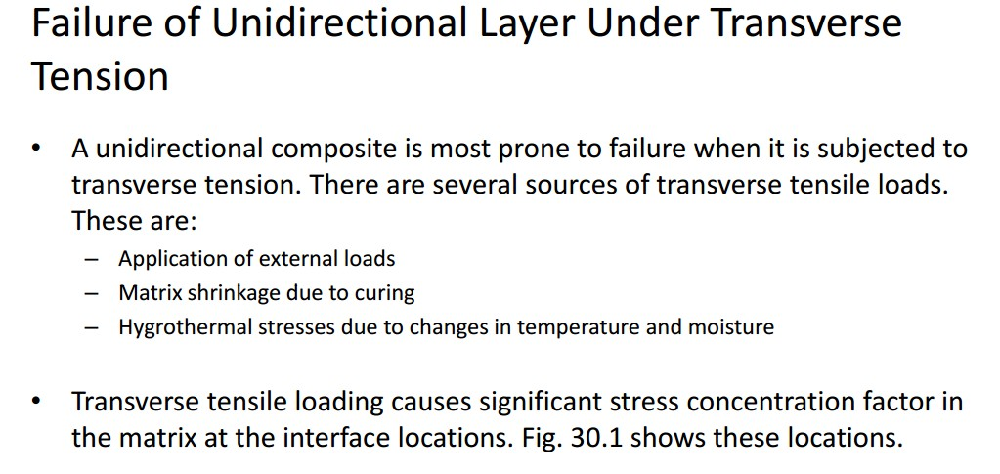 Failure of Unidirectional Layer Under Transverse
Tension
• A unidirectional composite is most prone to failure when it is subjected to
transverse tension. There are several sources of transverse tensile loads.
These are:
– Application of external loads
– Matrix shrinkage due to curing
– Hygrothermal stresses due to changes in temperature and moisture
• Transverse tensile loading causes significant stress concentration factor in
the matrix at the interface locations. Fig. 30.1 shows these locations.